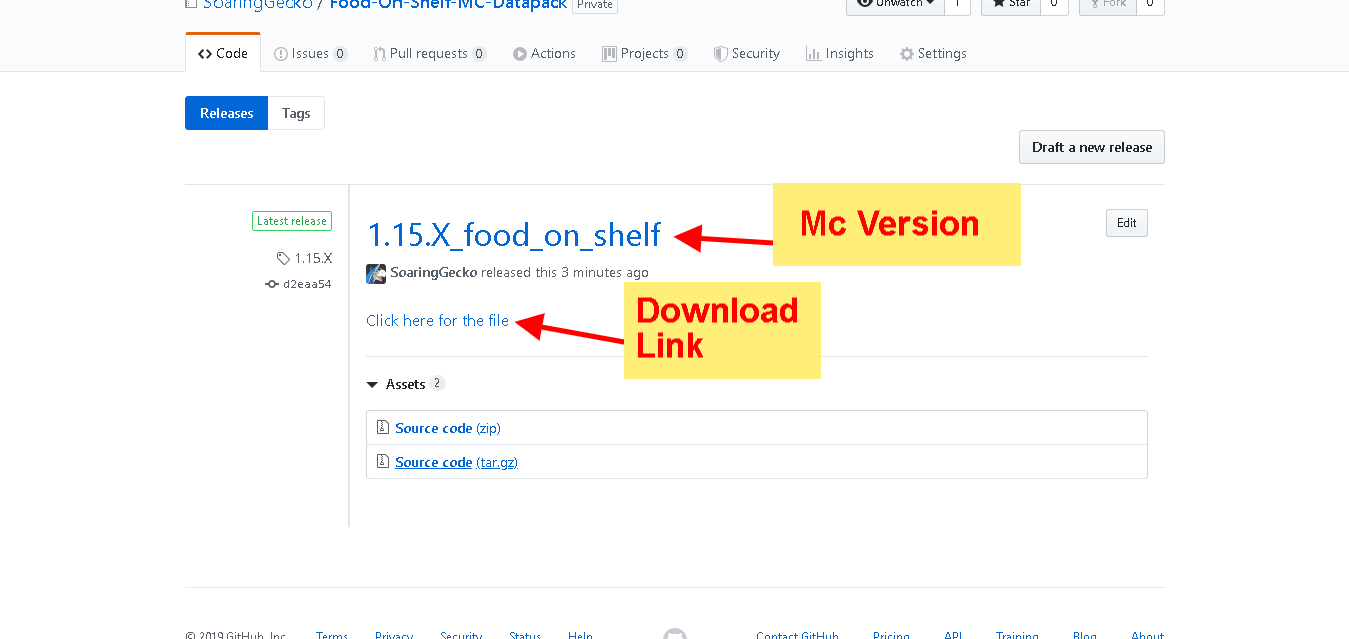 SoaringGecko / Food-On-Shelf-MC-Datapack Private
Unwatch 1 Star 0 Fork 0
Code Issues 0 Pull requests 0 Actions Projects 0 Security Insights Settings
Releases Tags
Draft a new release
Latest release
1.15.X
d2eaa54
1.15.X_food_on_shelf
Mc Version
Edit
SoaringGecko released this 3 minutes ago
Click here for the file
Download
Link
Assets 2
Source code (zip)
Source code (tar.gz)
© 2019 GitHub, Inc. Terms Privacy Security Status Help Contact GitHub Pricing API Training Blog About